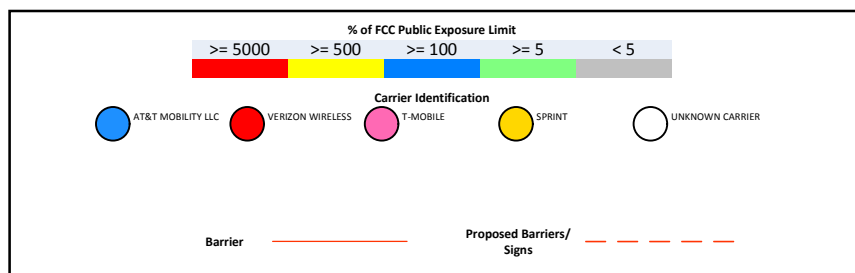 % of FCC Public Exposure Limit
>= 5000 >= 500 >= 100 >= 5 < 5
Carrier Identification
AT&T MOBILITY LLC VERIZON WIRELESS T-MOBILE SPRINT UNKNOWN CARRIER
Barrier Proposed Barriers/
Signs